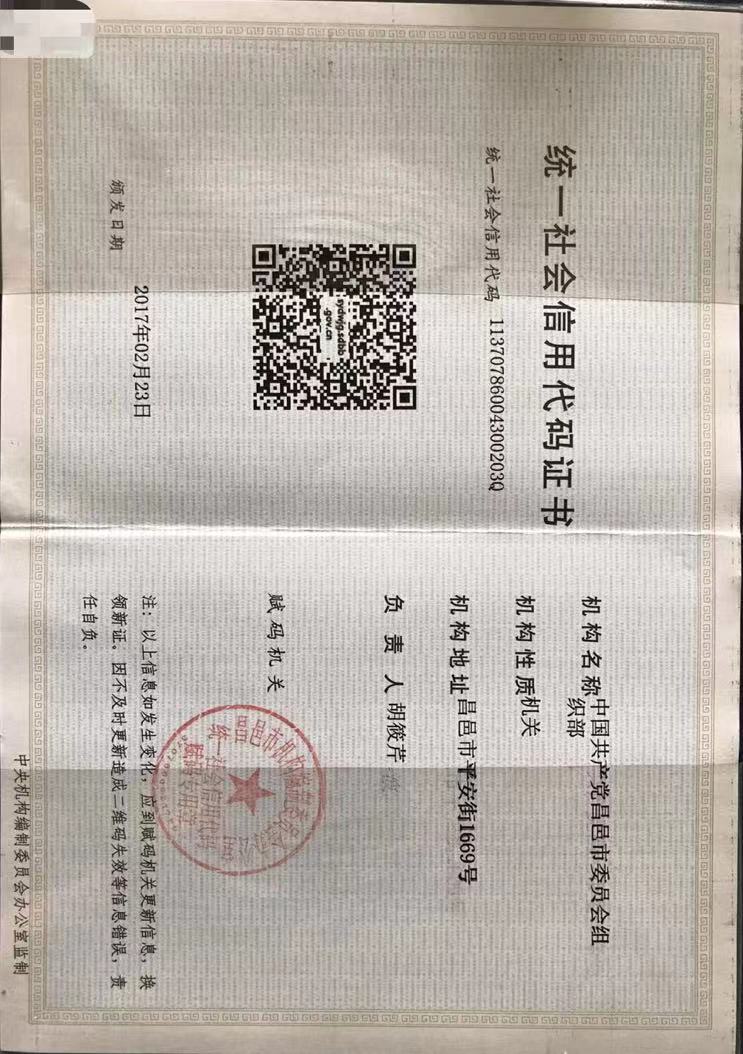 统一社会信用代码证书
统一社会信用代码 11370786004300203Q
sydwjg.sdbb
.gov.cn
颁发日期 2017年02月23日
机构名称 中国共产党昌邑市委员会组
织部
机构性质 机关
机构地址 昌邑市平安街1669号
负责人 胡筱芹
赋码机关
昌邑市机构编制委员会办公室
统一社会信用代码
赋码专用章
注：以上信息如发生变化，应到赋码机关更新信息，换
领新证。因不及时更新造成二维码失效等信息错误，责
任自负。
中央机构编制委员会办公室监制